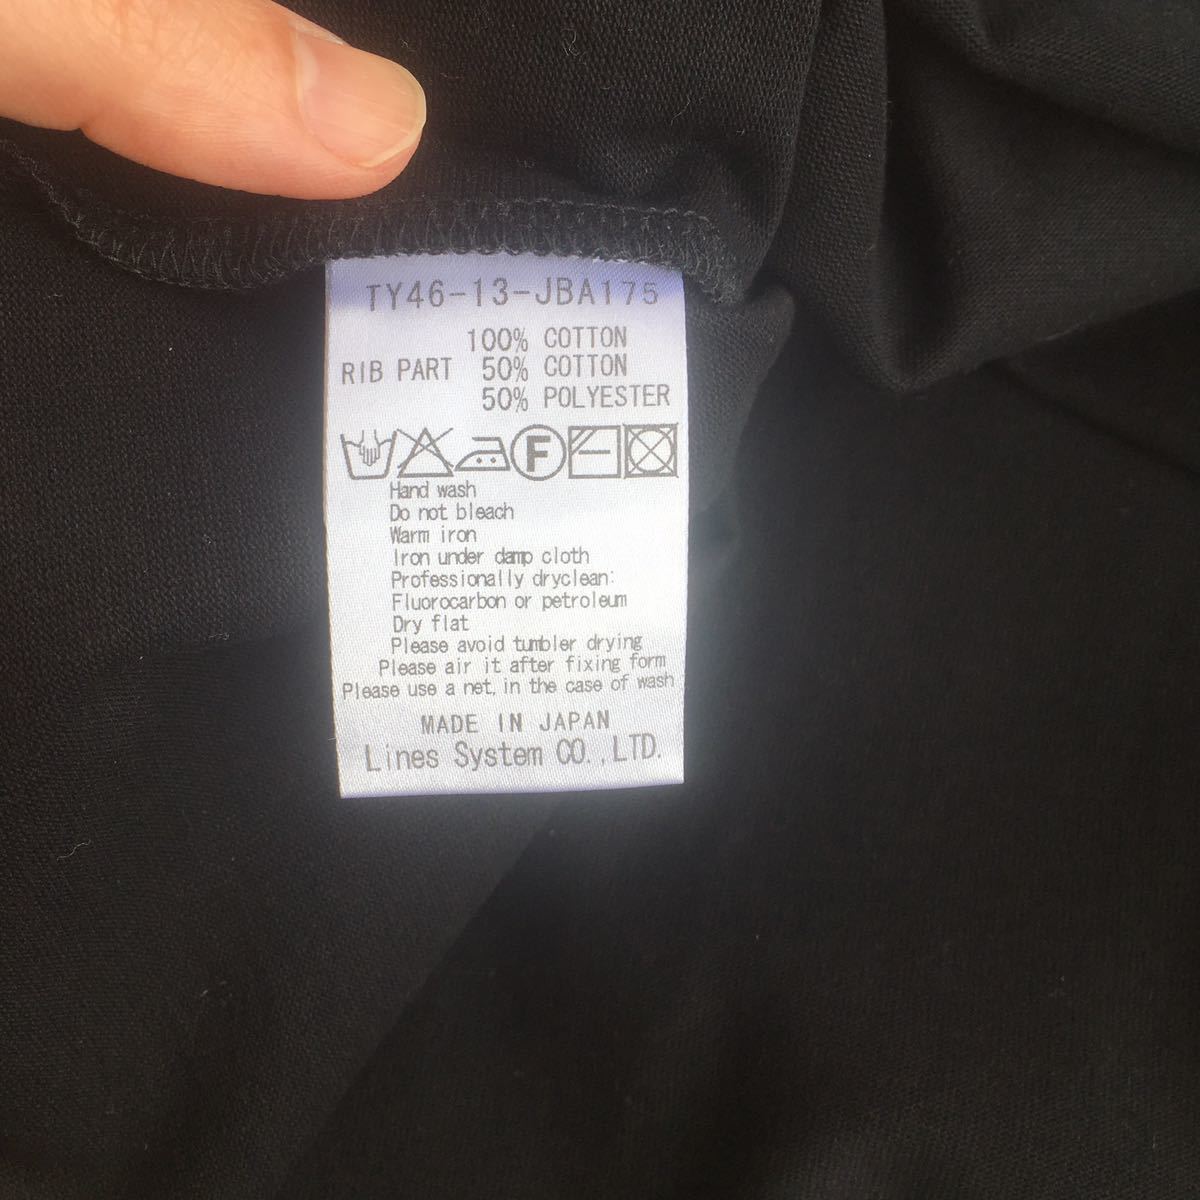 TY46-13-JBA175
100% COTTON
RIB PART 50% COTTON
50% POLYESTER
F
Hand wash
Do not bleach
Warm iron
Iron under damp cloth
Professionally dryclean:
Fluorocarbon or petroleum
Dry flat
Please avoid tumbler drying
Please air it after fixing form
Please use a net, in the case of wash
MADE IN JAPAN
Lines System CO.,LTD.